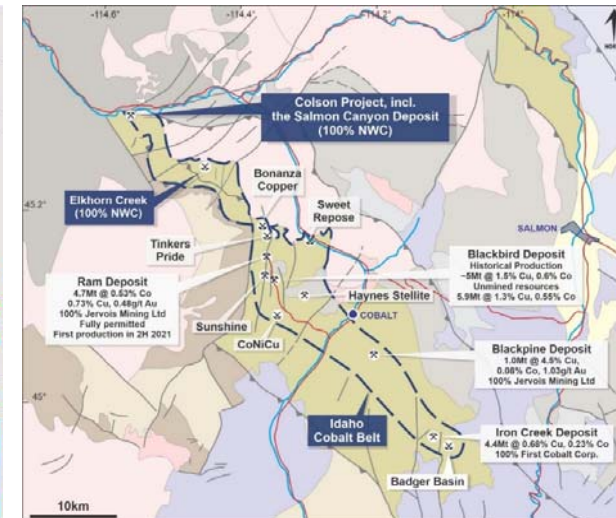 -114.6°
-114.4°
-114.2°
-114°
Colson Project, incl.
the Salmon Canyon Deposit
(100% NWC)
Bonanza
Copper
Sweet
Repose
Elkhorn Creek
(100% NWC)
45.2°
SALMON
Tinkers
Pride
Blackbird Deposit
Historical Production
~5Mt @ 1.5% Cu, 0.6% Co
Unmined resources
5.9Mt @ 1.3% Cu, 0.55% Co
Ram Deposit
4.7Mt @ 0.53% Co
0.73% Cu, 0.48g/t Au
100% Jervois Mining Ltd
Fully permitted
First production in 2H 2021
Haynes Stellite
Sunshine
COBALT
CoNiCu
Blackpine Deposit
1.0Mt @ 4.5% Cu,
0.08% Co, 1.03g/t Au
100% Jervois Mining Ltd
45°
Idaho
Cobalt Belt
Iron Creek Deposit
4.4Mt @ 0.68% Cu, 0.23% Co
100% First Cobalt Corp.
Badger Basin
10km